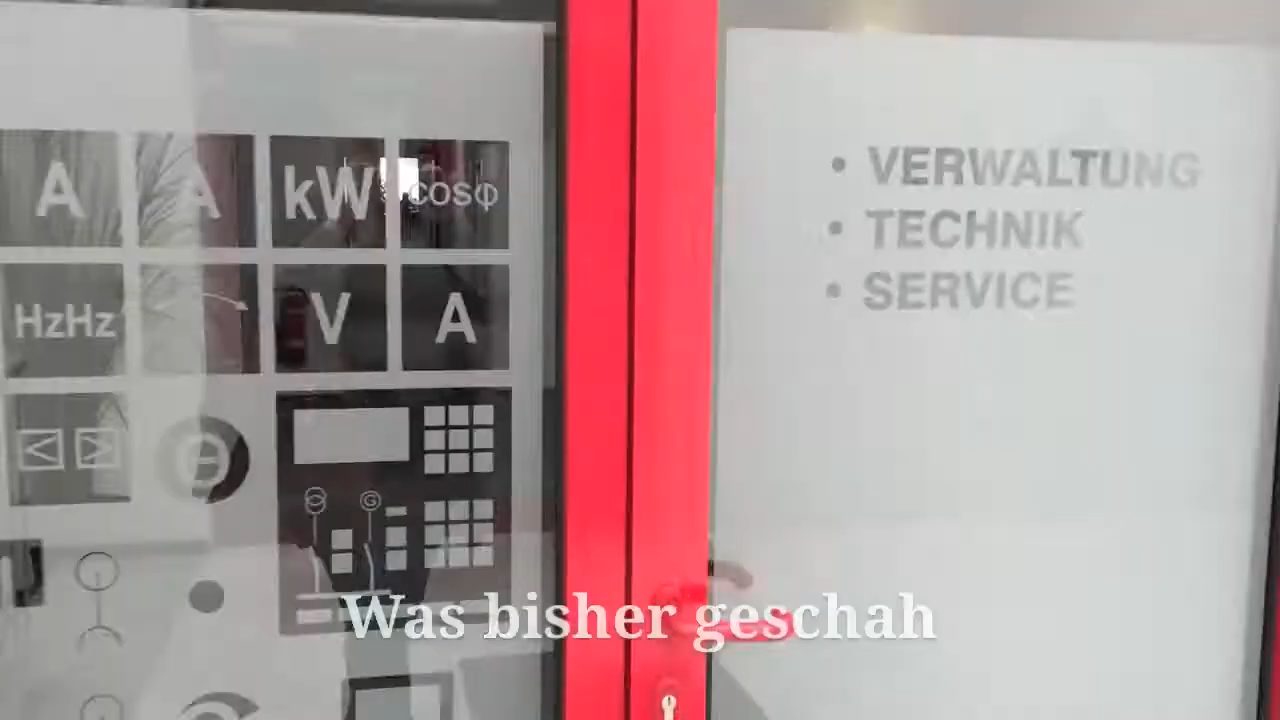 A A kW cosφ
HzHz V A
G
• VERWALTUNG
• TECHNIK
• SERVICE
Was bisher geschah